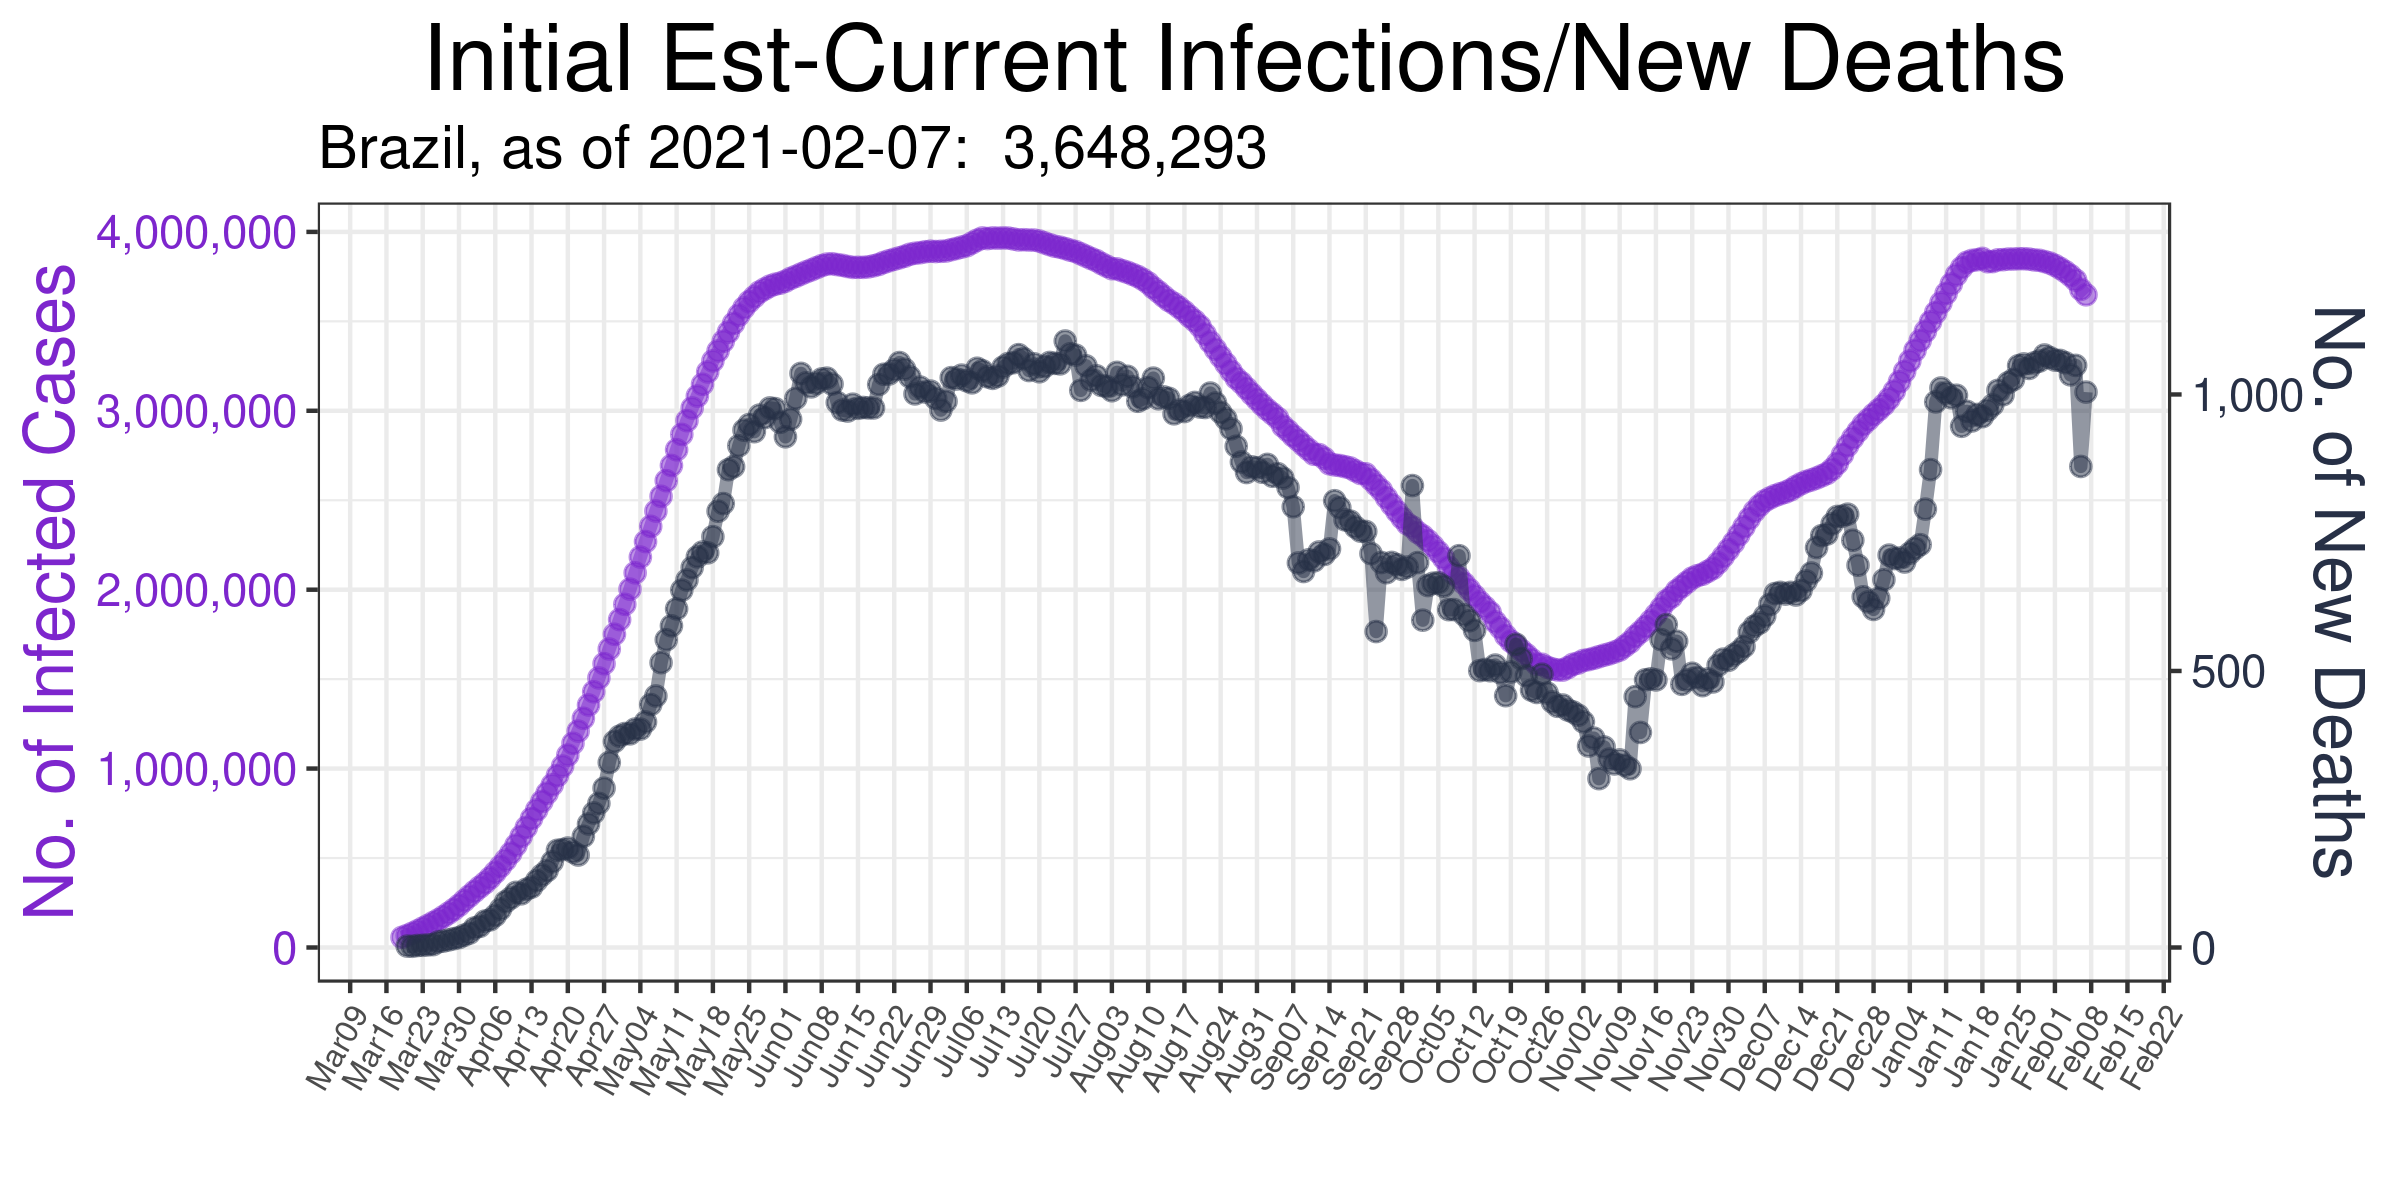 Initial Est-Current Infections/New Deaths
Brazil, as of 2021-02-07:  3,648,293
No. of Infected Cases
4,000,000
3,000,000
2,000,000
1,000,000
0
1,000
500
0
No. of New Deaths
Mar09
Mar16
Mar23
Mar30
Apr06
Apr13
Apr20
Apr27
May04
May11
May18
May25
Jun01
Jun08
Jun15
Jun22
Jun29
Jul06
Jul13
Jul20
Jul27
Aug03
Aug10
Aug17
Aug24
Aug31
Sep07
Sep14
Sep21
Sep28
Oct05
Oct12
Oct19
Oct26
Nov02
Nov09
Nov16
Nov23
Nov30
Dec07
Dec14
Dec21
Dec28
Jan04
Jan11
Jan18
Jan25
Feb01
Feb08
Feb15
Feb22